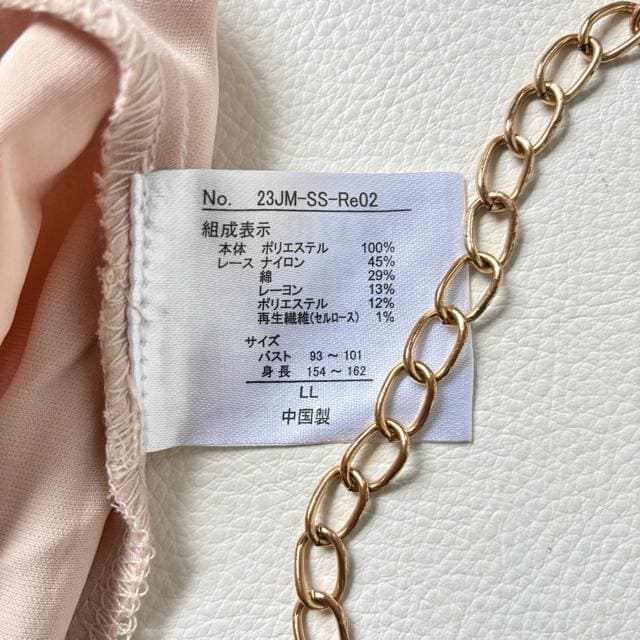 No. 23JM-SS-Re02
組成表示
本体 ポリエステル 100%
レース ナイロン 45%
綿 29%
レーヨン 13%
ポリエステル 12%
再生繊維(セルロース) 1%
サイズ
バスト 93 ～ 101
身長 154 ～ 162
LL
中国製